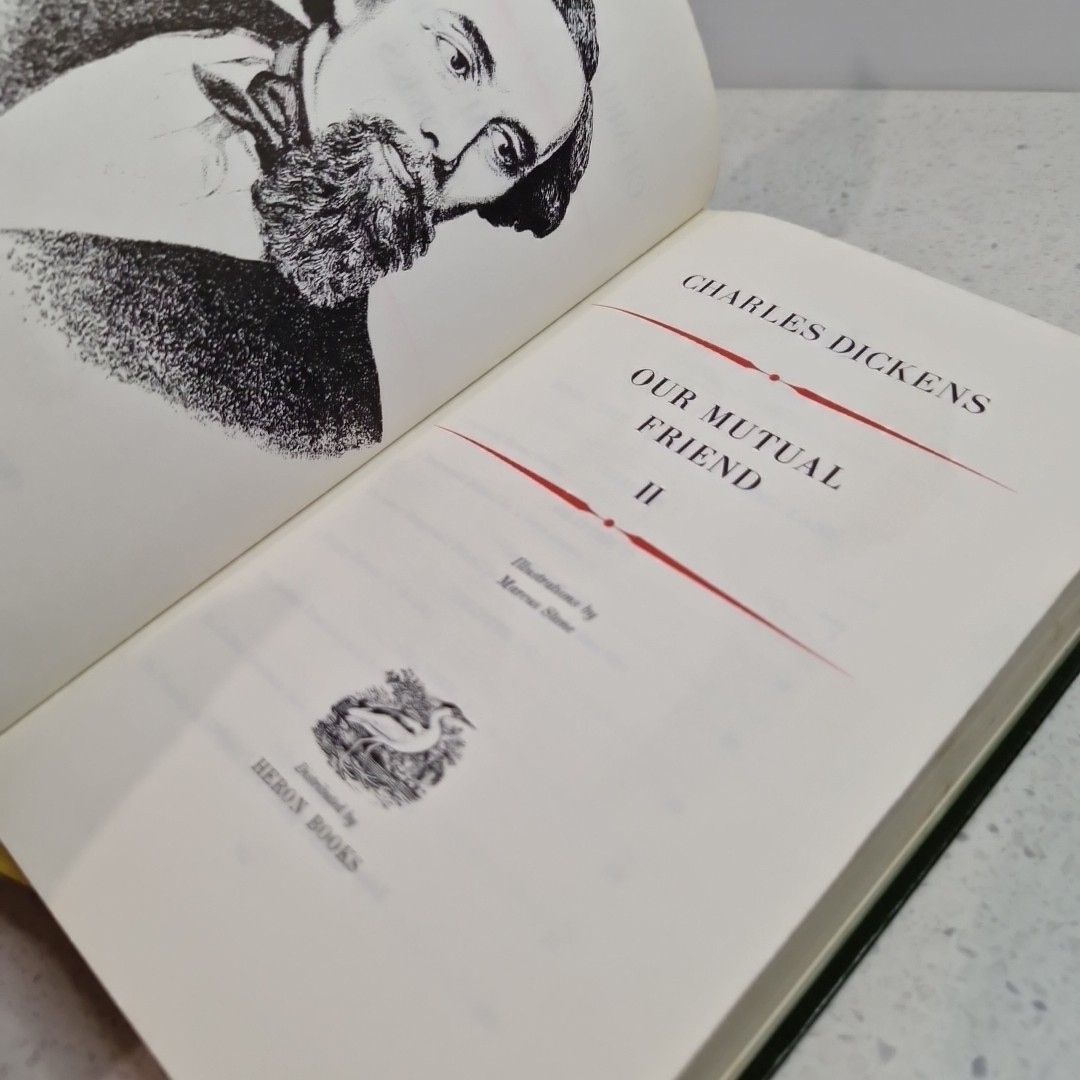 CHARLES DICKENS
OUR MUTUAL
FRIEND
II
Illustrations by
Marcus Stone
Distributed by
HERON BOOKS